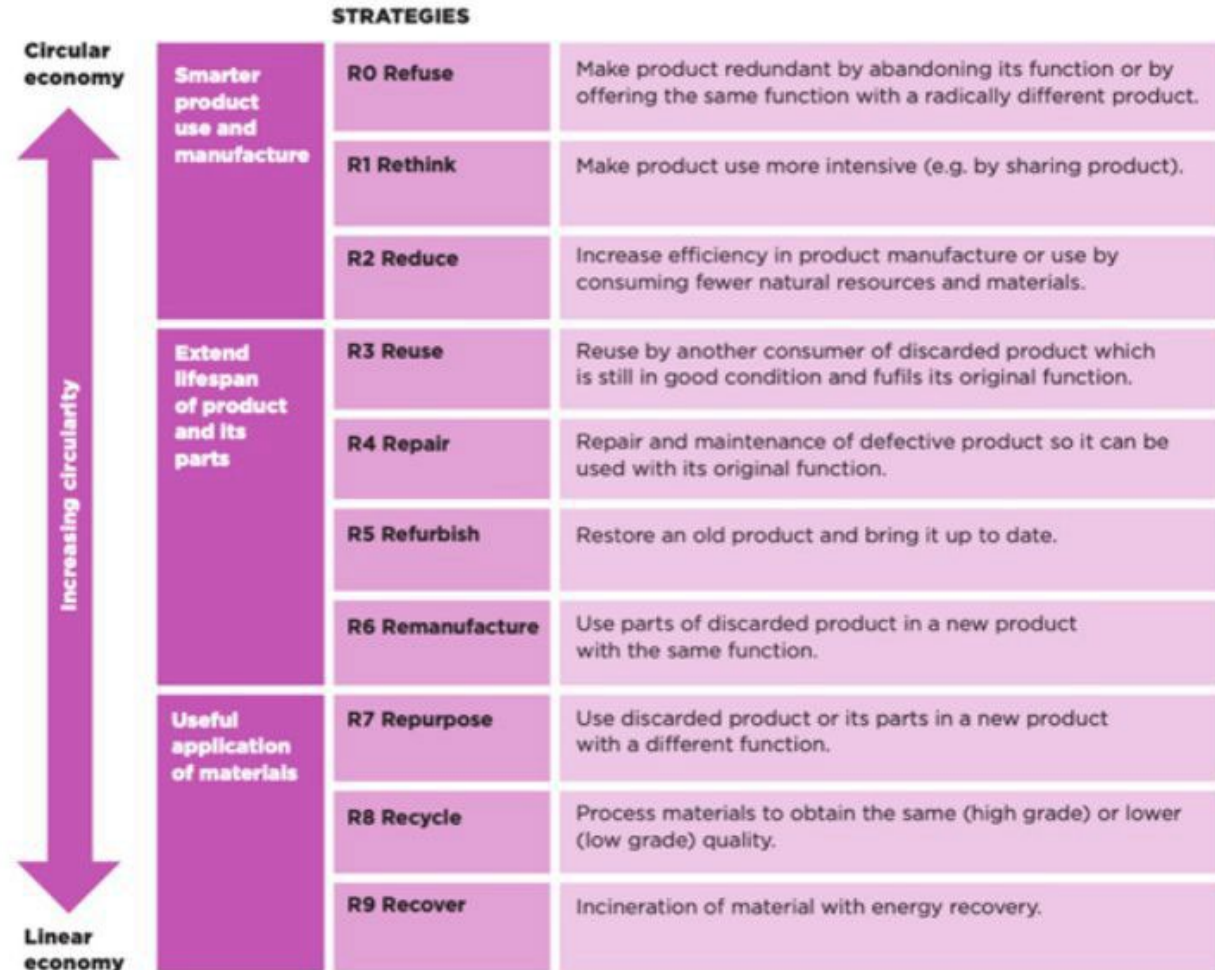 STRATEGIES
Circular
economy
Increasing circularity
Linear
economy
Smarter
product
use and
manufacture
R0 Refuse
Make product redundant by abandoning its function or by
offering the same function with a radically different product.
R1 Rethink
Make product use more intensive (e.g. by sharing product).
R2 Reduce
Increase efficiency in product manufacture or use by
consuming fewer natural resources and materials.
Extend
lifespan
of product
and its
parts
R3 Reuse
Reuse by another consumer of discarded product which
is still in good condition and fufils its original function.
R4 Repair
Repair and maintenance of defective product so it can be
used with its original function.
R5 Refurbish
Restore an old product and bring it up to date.
R6 Remanufacture
Use parts of discarded product in a new product
with the same function.
Useful
application
of materials
R7 Repurpose
Use discarded product or its parts in a new product
with a different function.
R8 Recycle
Process materials to obtain the same (high grade) or lower
(low grade) quality.
R9 Recover
Incineration of material with energy recovery.